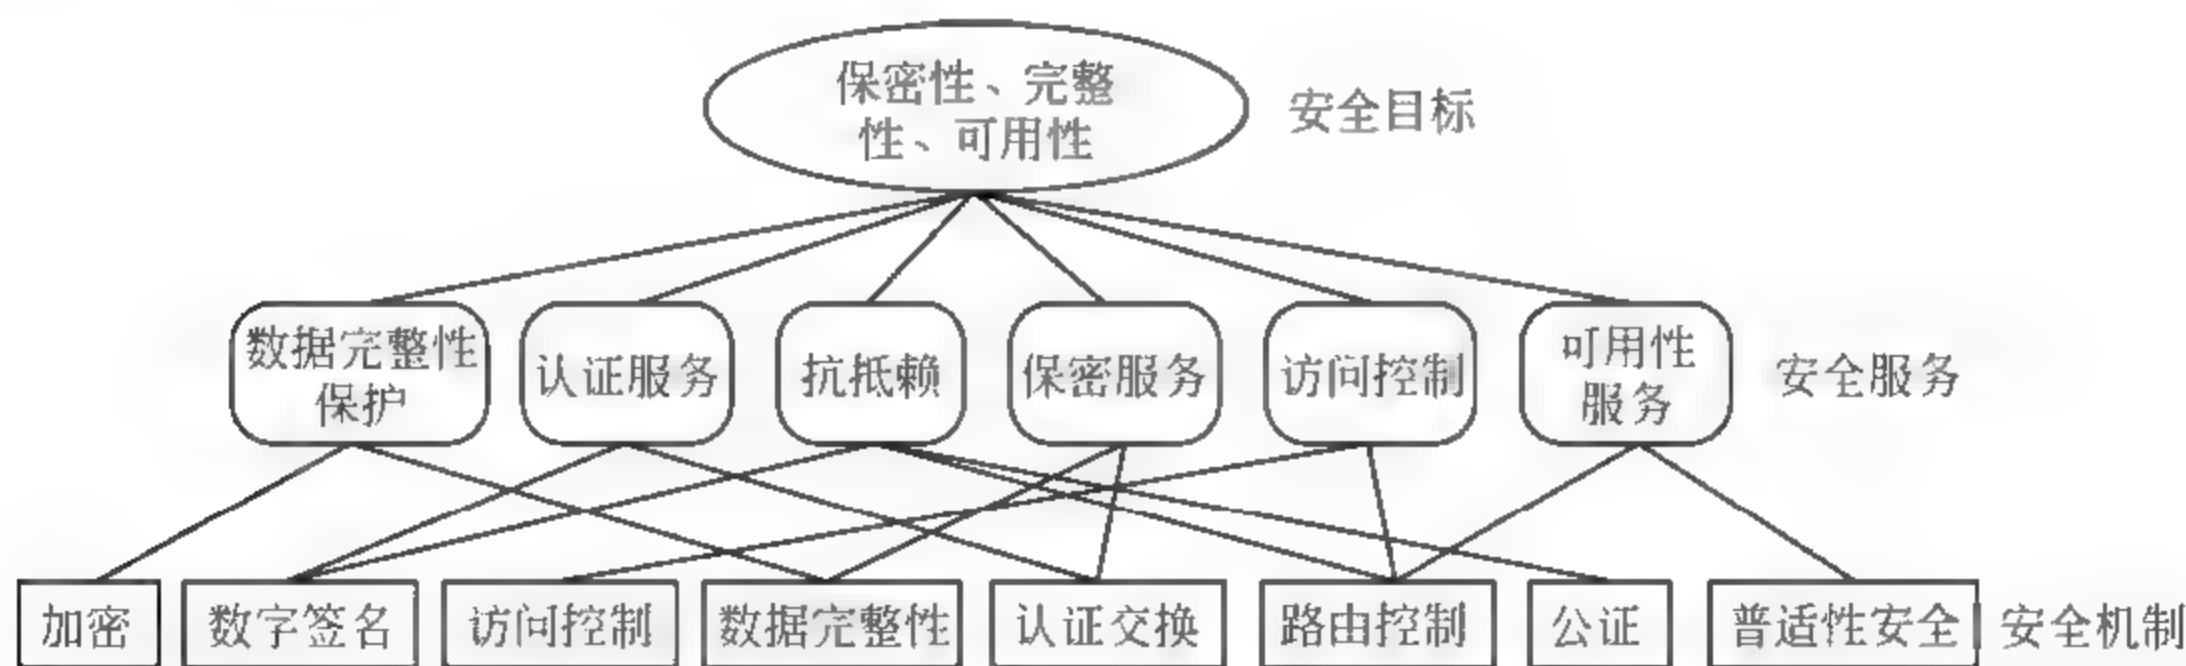 保密性、完整
性、可用性
安全目标
数据完整性
保护
认证服务
抗抵赖
保密服务
访问控制
可用性
服务
安全服务
加密
数字签名
访问控制
数据完整性
认证交换
路由控制
公证
普适性安全
安全机制